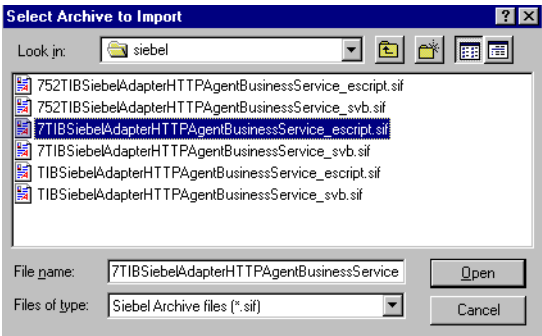 Select Archive to Import
Look in: siebel
752TIBSiebelAdapterHTTPAgentBusinessService_escript.sif
752TIBSiebelAdapterHTTPAgentBusinessService_svb.sif
7TIBSiebelAdapterHTTPAgentBusinessService_escript.sif
7TIBSiebelAdapterHTTPAgentBusinessService_svb.sif
TIBSiebelAdapterHTTPAgentBusinessService_escript.sif
TIBSiebelAdapterHTTPAgentBusinessService_svb.sif
File name: 7TIBSiebelAdapterHTTPAgentBusinessService Open
Files of type: Siebel Archive files (*.sif) Cancel